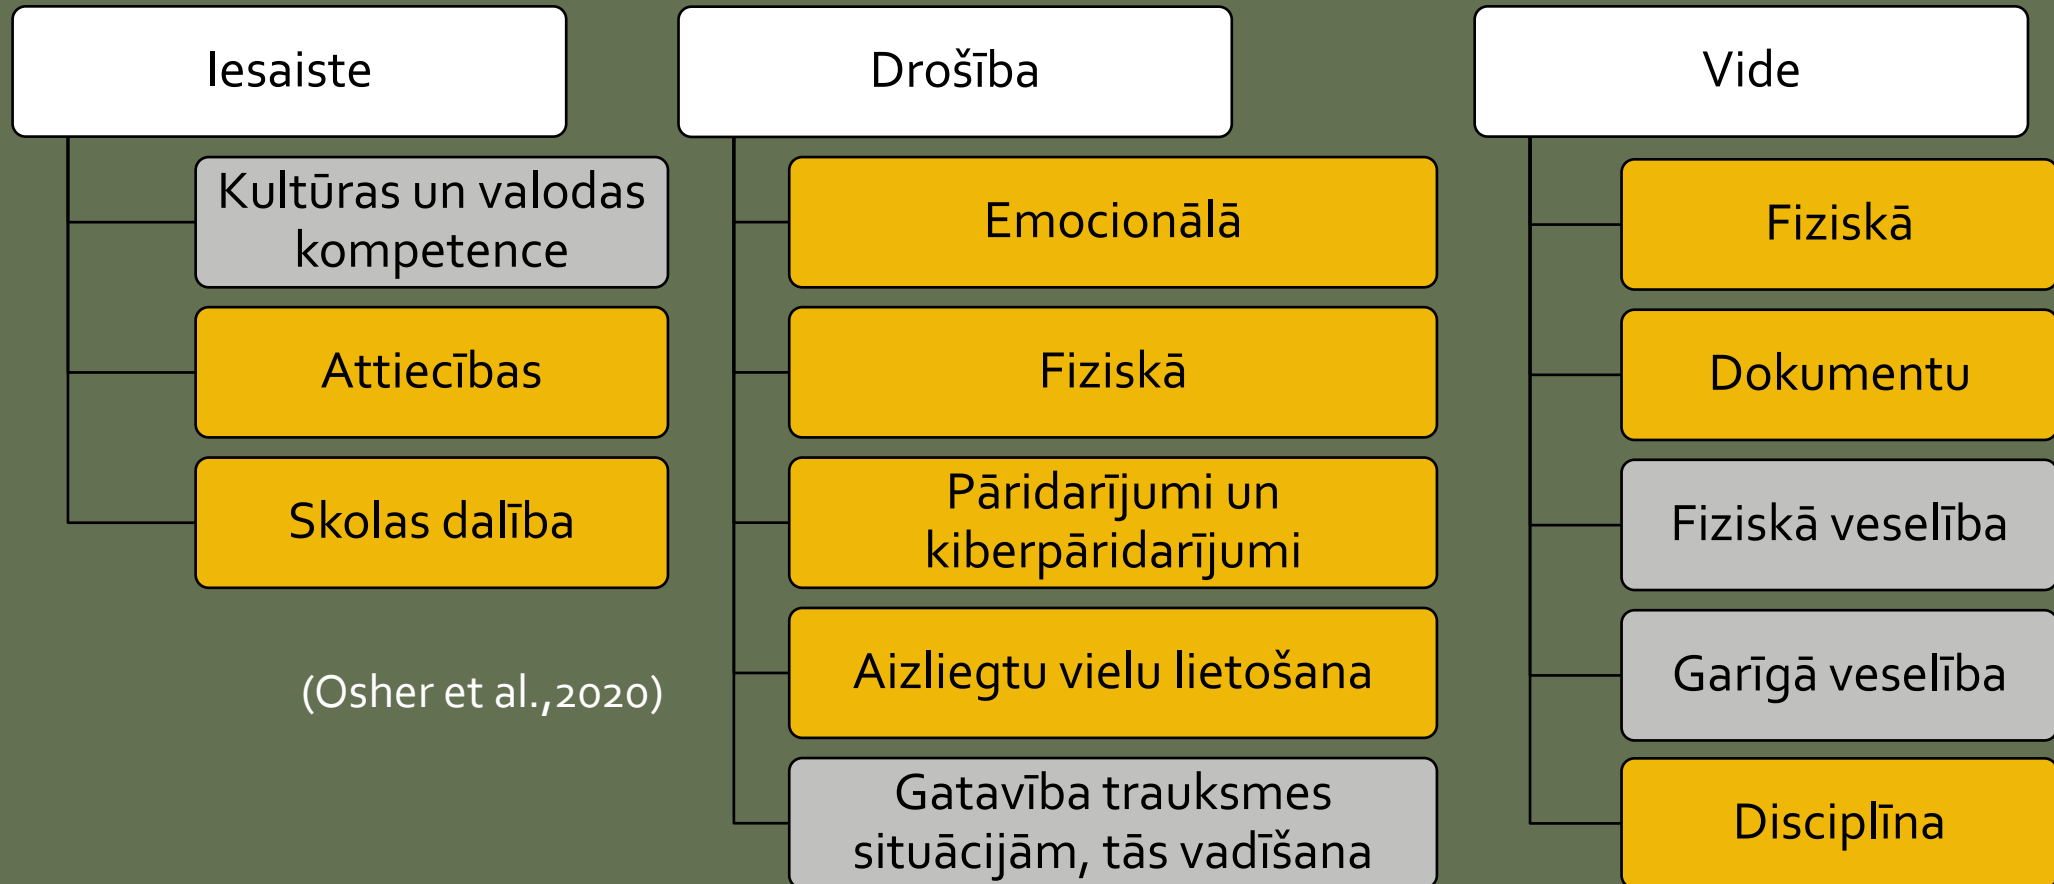 Iesaiste
Kultūras un valodas
kompetence
Attiecības
Skolas dalība
(Osher et al.,2020)
Drošība
Emocionālā
Fiziskā
Pāridarījumi un
kiberpāridarījumi
Aizliegtu vielu lietošana
Gatavība trauksmes
situācijām, tās vadīšana
Vide
Fiziskā
Dokumentu
Fiziskā veselība
Garīgā veselība
Disciplīna